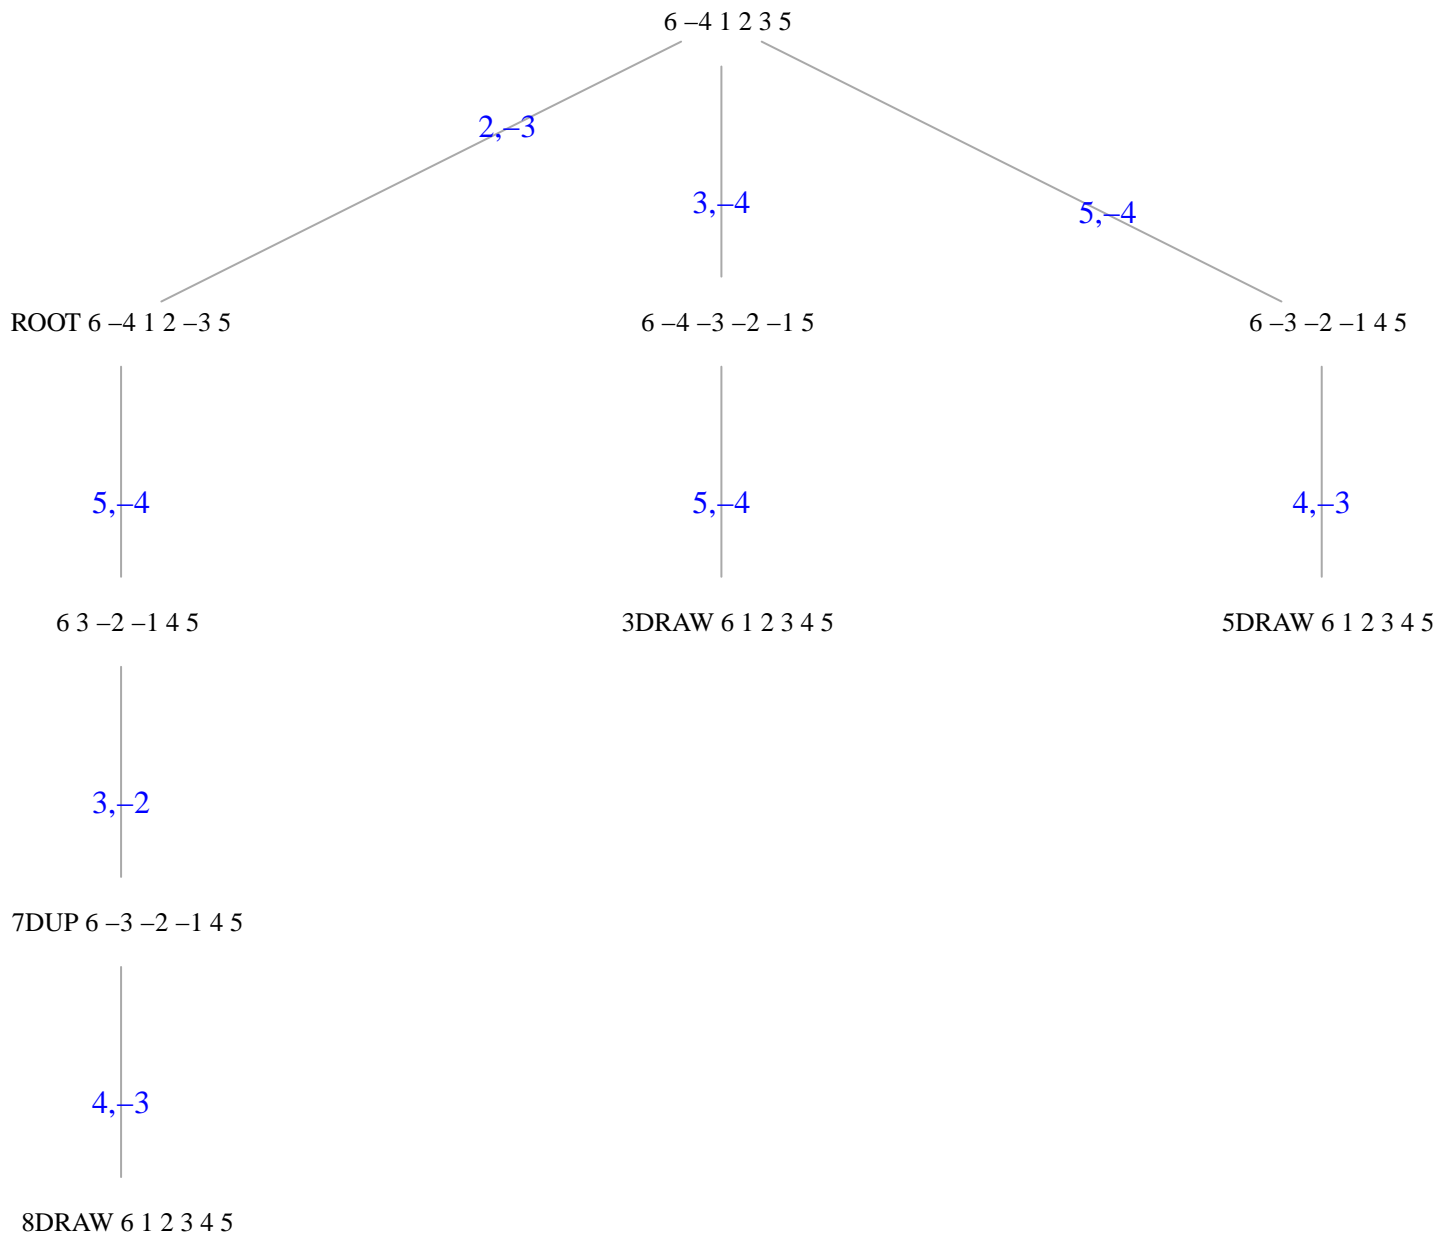 6 –4 1 2 3 5
2,–3
3,–4
5,–4
ROOT 6 –4 1 2 –3 5
6 –4 –3 –2 –1 5
6 –3 –2 –1 4 5
5,–4
5,–4
4,–3
6 3 –2 –1 4 5
3DRAW 6 1 2 3 4 5
5DRAW 6 1 2 3 4 5
3,–2
7DUP 6 –3 –2 –1 4 5
4,–3
8DRAW 6 1 2 3 4 5